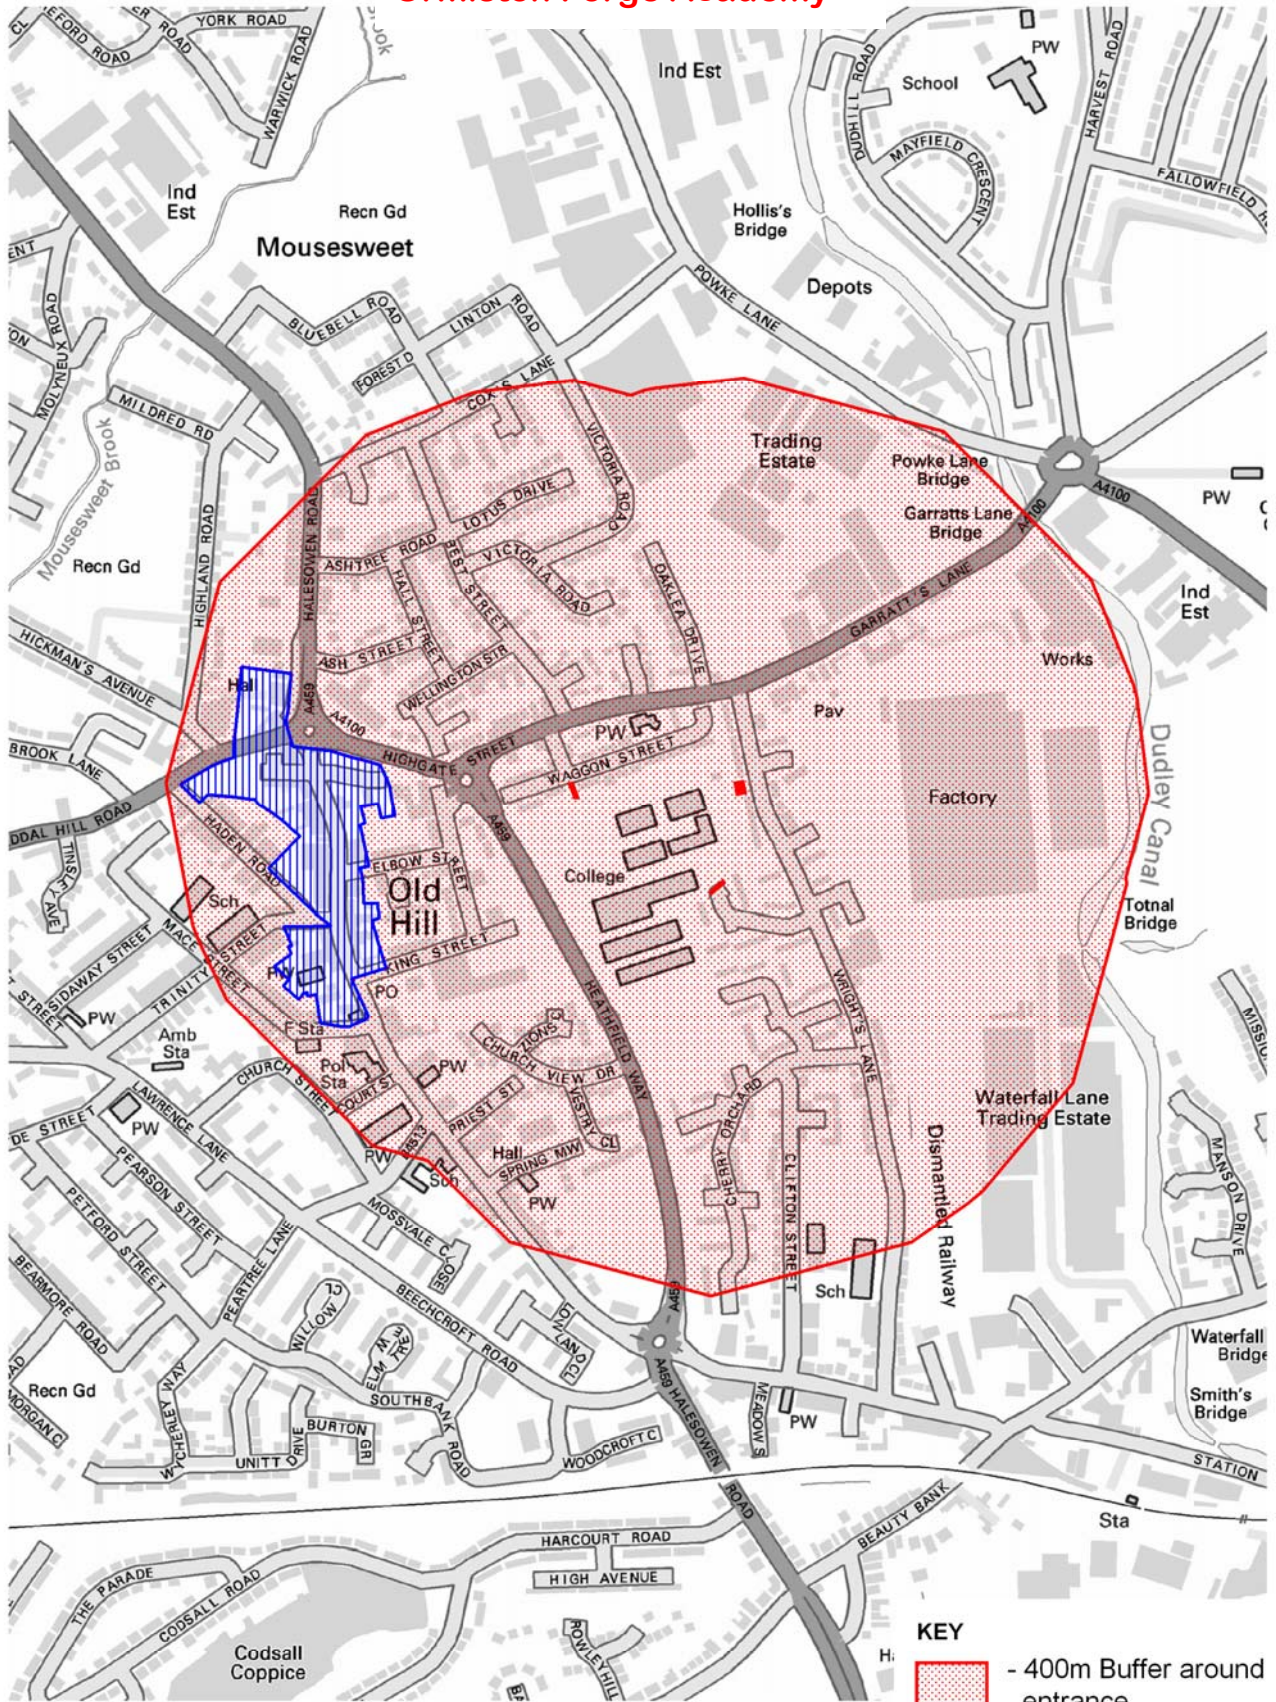 YORK ROAD
WARWICK ROAD
Ind Est
PW
School
DUDHILL ROAD
HARVEST ROAD
MAYFIELD CRESCENT
Ind
Est
Recn Gd
Mousesweet
Hollis's
Bridge
Depots
POWKE LANE
MOLYNEUX ROAD
BLUEBELL ROAD
LINTON ROAD
COX'S LANE
MILDRED RD
Mousesweet Brook
VICTORIA ROAD
Trading
Estate
Powke Lane
Bridge
Garratts Lane
Bridge
A4100
A4100
PW
Recn Gd
HIGHLAND ROAD
HALESOWEN ROAD
LOTUS DRIVE
ASHTREE ROAD
HALL STREET
VICTORIA ROAD
OAKLEA DRIVE
GARRATT'S LANE
Ind
Est
Works
HICKMAN'S AVENUE
ASH STREET
WELLINGTON STR
A459
A4100
HIGHGATE STREET
PW
WAGGON STREET
Pav
BROOK LANE
DDAL HILL ROAD
TINSLEY AVE
HADEN ROAD
A459
ELBOW STREET
Old
Hill
College
Factory
Dudley Canal
Totnal
Bridge
Sch
MACE STREET
SIDAWAY STREET
TRINITY STREET
KING STREET
PO
PW
PW
Amb
Sta
F Sta
Pol
Sta
CHURCH STREET
PW
ZIONS C
CHURCH VIEW DR
HEATHFIELD WAY
WRIGHT'S LANE
PRIEST ST
VESTRY CL
Hall
SPRING MW
PW
CHERRY ORCHARD
CLIFTON STREET
Waterfall Lane
Trading Estate
Dismantled Railway
MANSON DRIVE
LAWRENCE LANE
PW
PEARSON STREET
PETFORD STREET
PW
Sch
MOSSVALE CLOSE
PEARTREE LANE
BEECHCROFT ROAD
BEARMORE ROAD
WILLOW CL
SOUTHBANK ROAD
Sch
Waterfall
Bridge
Smith's
Bridge
Recn Gd
WYCHERLEY WAY
UNITT DRIVE
BURTON GR
WOODCROFT C
A459 HALESOWEN ROAD
MEADOW S
PW
STATION
Sta
BEAUTY BANK
HARCOURT ROAD
HIGH AVENUE
THE PARADE
CODSALL ROAD
Codsall
Coppice
ROWLEY HILL
KEY
- 400m Buffer around